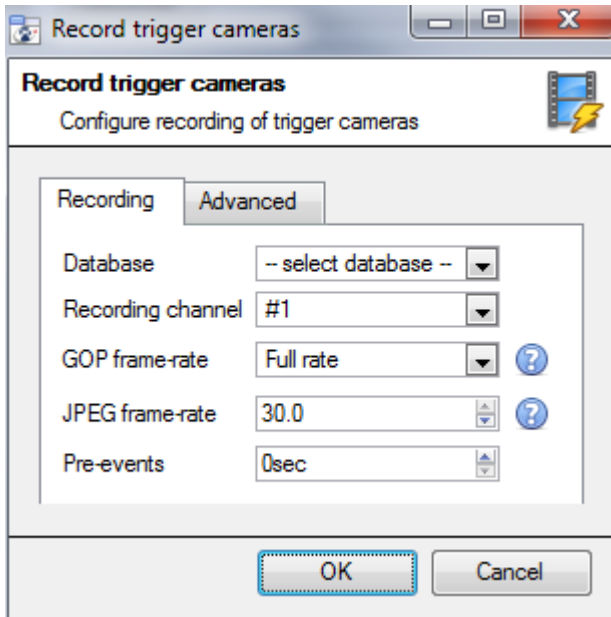 Record trigger cameras
Record trigger cameras
Configure recording of trigger cameras
Recording Advanced
Database -- select database --
Recording channel #1
GOP frame-rate Full rate ?
JPEG frame-rate 30.0 ?
Pre-events 0sec
OK Cancel